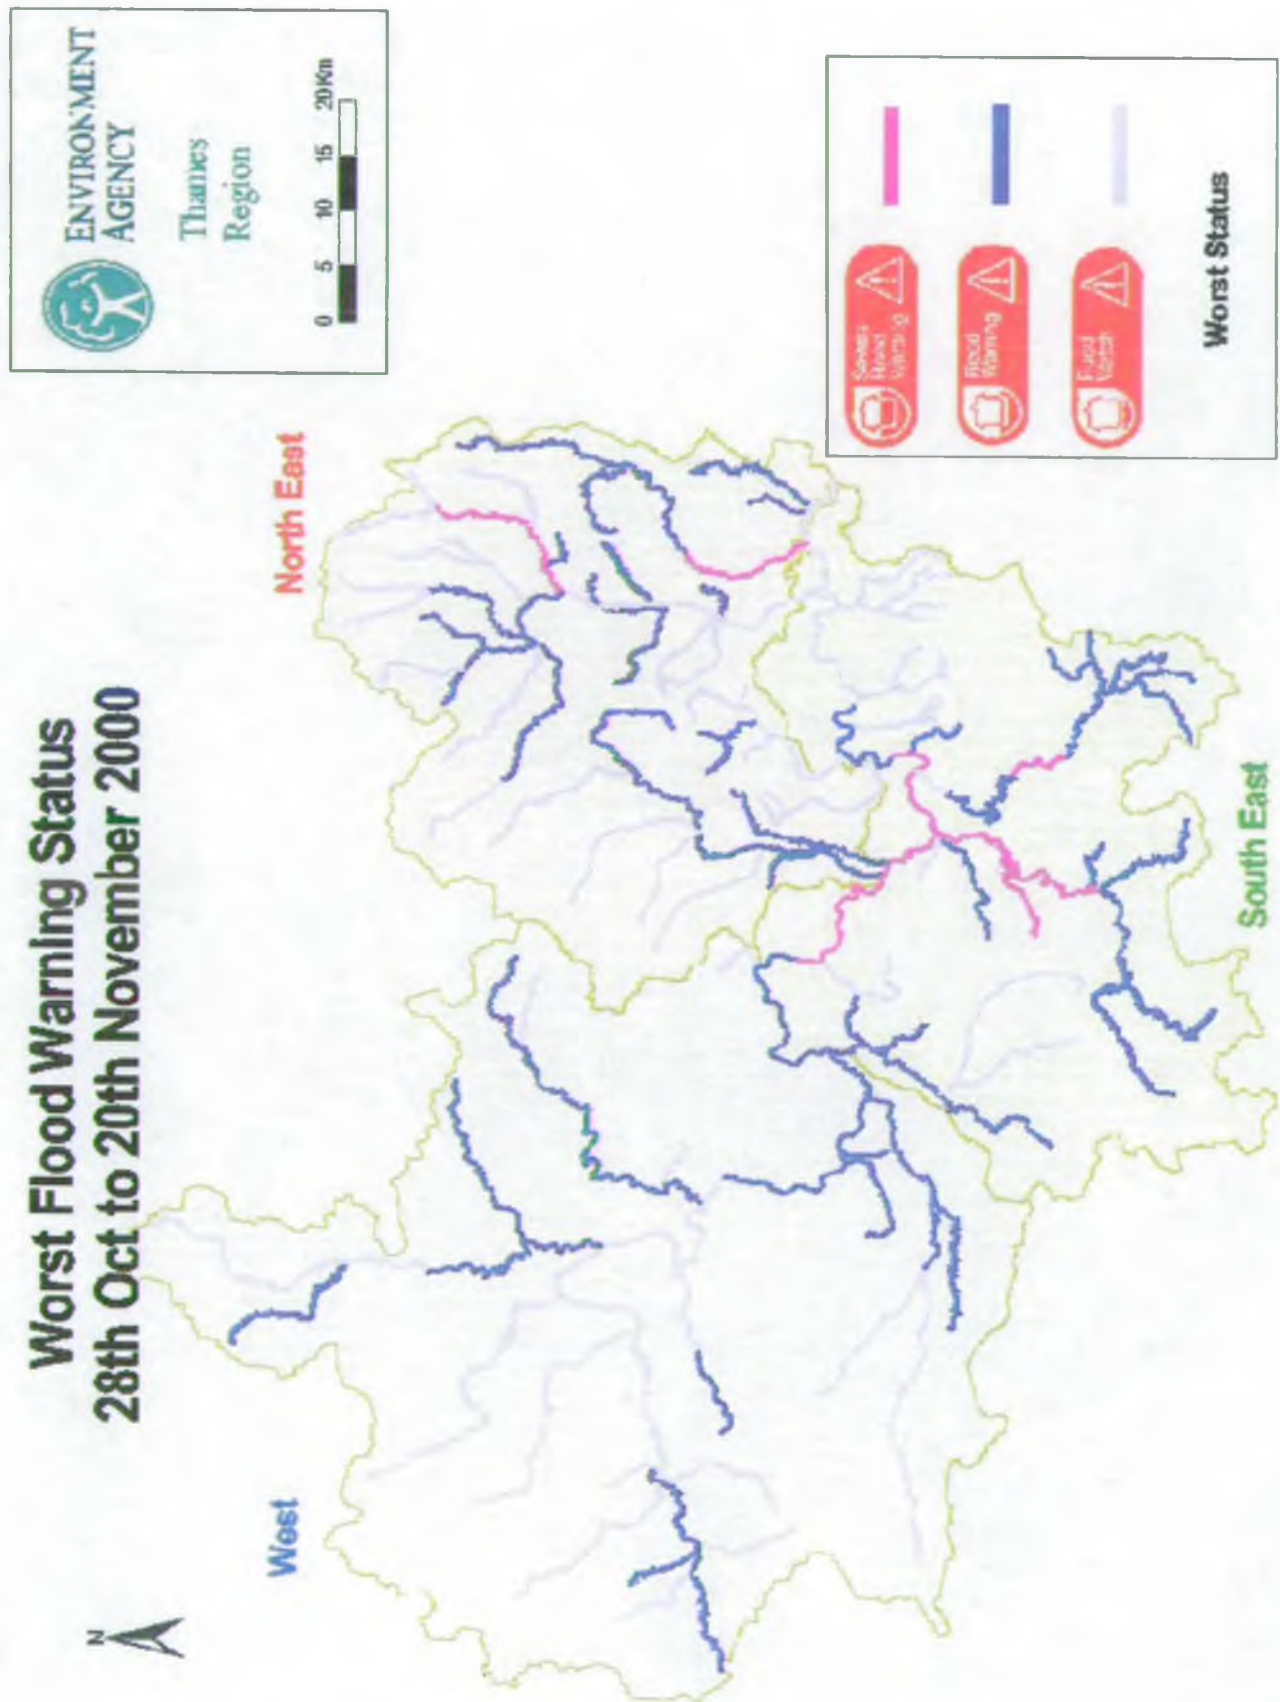 Worst Flood Warning Status
28th Oct to 20th November 2000
N
ENVIRONMENT
AGENCY
Thames
Region
0 5 10 15 20Km
West
North East
South East
Severe
Flood
Warning
Flood
Warning
Flood
Watch
Worst Status